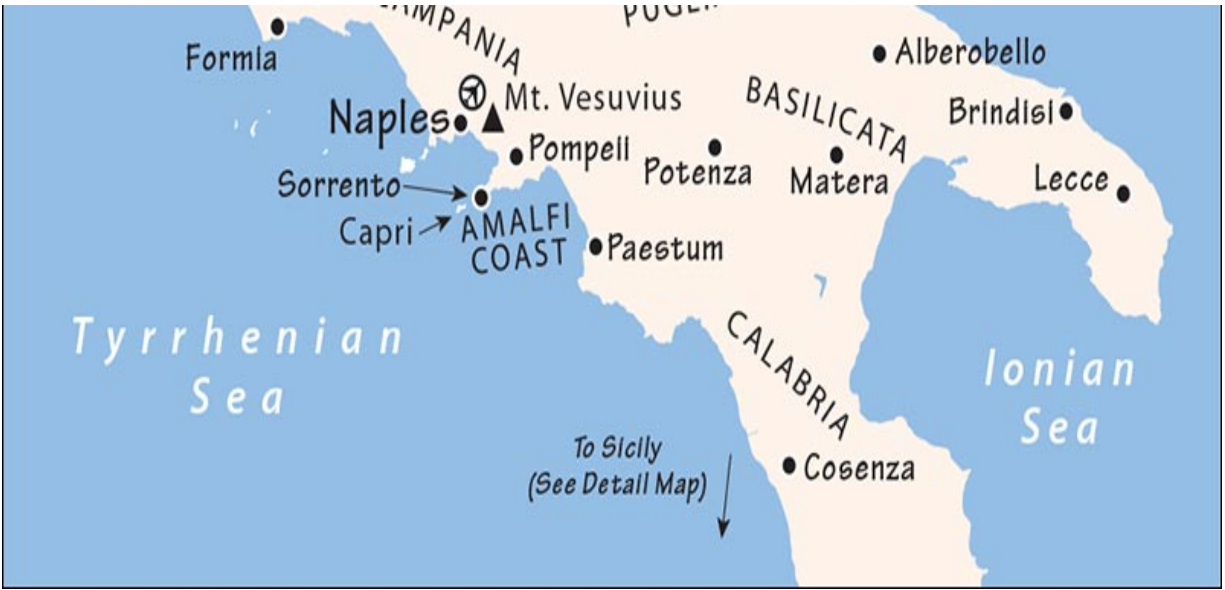 CAMPANIA
Formia
Alberobello
Mt. Vesuvius
BASILICATA
Brindisi
Naples
Pompeii
Potenza
Matera
Lecce
Sorrento
Capri
AMALFI
COAST
Paestum
Tyrrhenian
Sea
CALABRIA
Ionian
Sea
To Sicily
(See Detail Map)
Cosenza